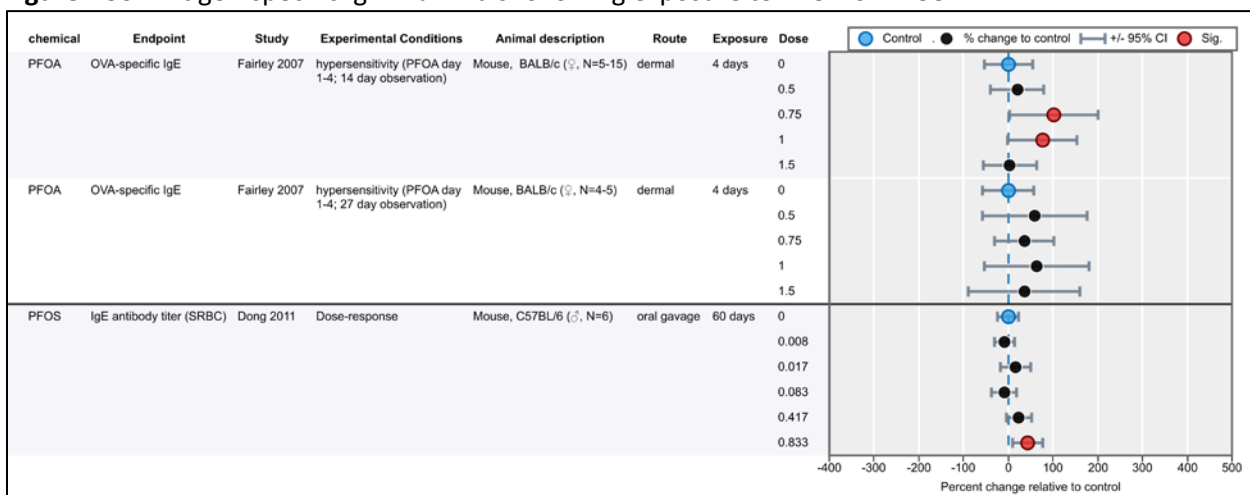 chemical Endpoint Study Experimental Conditions Animal description Route Exposure Dose
Control . % change to control +/- 95% CI Sig.
PFOA OVA-specific IgE Fairley 2007 hypersensitivity (PFOA day Mouse, BALB/c (♀, N=5-15) dermal 4 days 0
1-4; 14 day observation)
0.5
0.75
1
1.5
PFOA OVA-specific IgE Fairley 2007 hypersensitivity (PFOA day Mouse, BALB/c (♀, N=4-5) dermal 4 days 0
1-4; 27 day observation)
0.5
0.75
1
1.5
PFOS IgE antibody titer (SRBC) Dong 2011 Dose-response Mouse, C57BL/6 (♂, N=6) oral gavage 60 days 0
0.008
0.017
0.083
0.417
0.833
-400 -300 -200 -100 0 100 200 300 400 500
Percent change relative to control